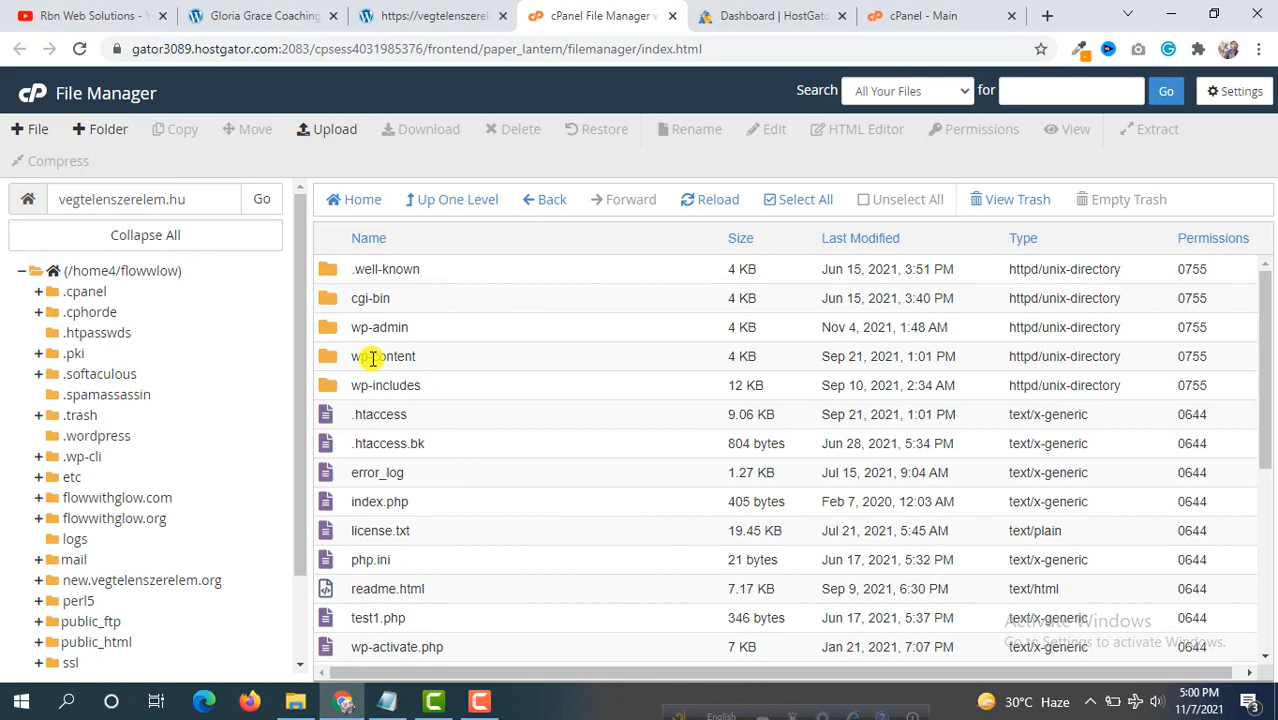 Rbn Web Solutions - Y
Gloria Grace Coaching
https://vegtelenszerelem
cPanel File Manager v
Dashboard | HostGato
cPanel - Main
gator3089.hostgator.com:2083/cpsess4031985376/frontend/paper_lantern/filemanager/index.html
cP File Manager
Search All Your Files for Go Settings
File Folder Copy Move Upload Download Delete Restore Rename Edit HTML Editor Permissions View Extract
Compress
vegtelenszerelem.hu Go
Home Up One Level Back Forward Reload Select All Unselect All View Trash Empty Trash
Collapse All
(/home4/flowwlow)
.cpanel
.cphorde
.htpasswds
.pki
.softaculous
.spamassassin
.trash
.wordpress
.wp-cli
etc
flowwithglow.com
flowwithglow.org
logs
mail
new.vegtelenszerelem.org
perl5
public_ftp
public_html
ssl
Name Size Last Modified Type Permissions
.well-known 4 KB Jun 15, 2021, 3:51 PM httpd/unix-directory 0755
cgi-bin 4 KB Jun 15, 2021, 3:40 PM httpd/unix-directory 0755
wp-admin 4 KB Nov 4, 2021, 1:48 AM httpd/unix-directory 0755
wp-content 4 KB Sep 21, 2021, 1:01 PM httpd/unix-directory 0755
wp-includes 12 KB Sep 10, 2021, 2:34 AM httpd/unix-directory 0755
.htaccess 9.06 KB Sep 21, 2021, 1:01 PM text/x-generic 0644
.htaccess.bk 804 bytes Jun 28, 2021, 5:34 PM text/x-generic 0644
error_log 1.27 KB Jul 15, 2021, 9:04 AM text/x-generic 0644
index.php 405 bytes Feb 7, 2020, 12:03 AM text/x-generic 0644
license.txt 19.45 KB Jul 21, 2021, 5:45 AM text/plain 0644
php.ini 21 bytes Jun 17, 2021, 5:32 PM text/x-generic 0644
readme.html 7.17 KB Sep 9, 2021, 6:30 PM text/html 0644
test1.php 346 bytes Jun 17, 2021, 5:37 PM text/x-generic 0644
wp-activate.php 7 KB Jan 21, 2021, 7:07 PM text/x-generic 0644
Activate Windows
Go to Settings to activate Windows.
English
30°C Haze
5:00 PM
11/7/2021
3